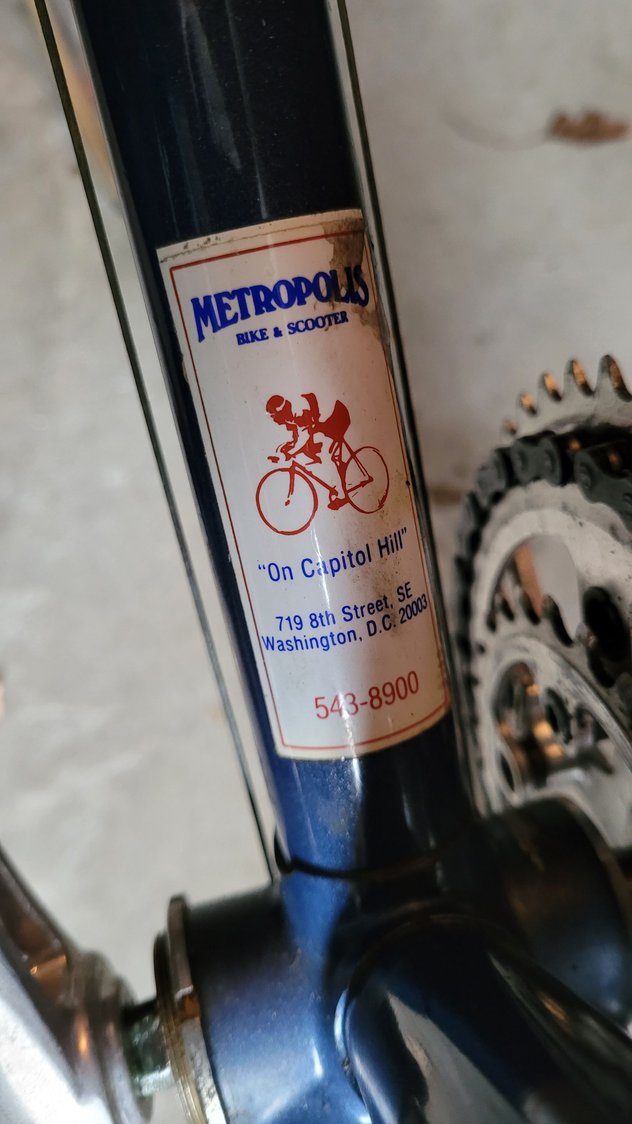 METROPOLIS
BIKE & SCOOTER
"On Capitol Hill"
719 8th Street, SE
Washington, D.C. 20003
543-8900